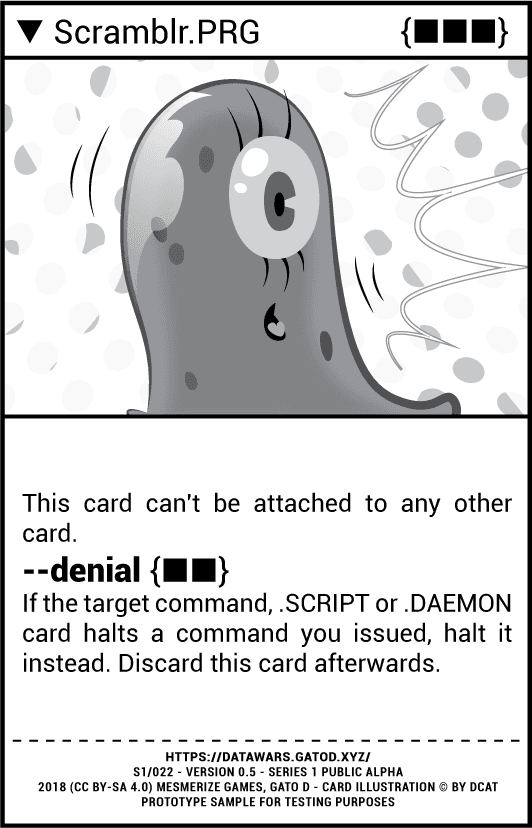 ▼ Scramblr.PRG {■■■}
This card can't be attached to any other
card.
--denial {■■}
If the target command, .SCRIPT or .DAEMON
card halts a command you issued, halt it
instead. Discard this card afterwards.
HTTPS://DATAWARS.GATOD.XYZ/
S1/022 - VERSION 0.5 - SERIES 1 PUBLIC ALPHA
2018 (CC BY-SA 4.0) MESMERIZE GAMES, GATO D - CARD ILLUSTRATION © BY DCAT
PROTOTYPE SAMPLE FOR TESTING PURPOSES